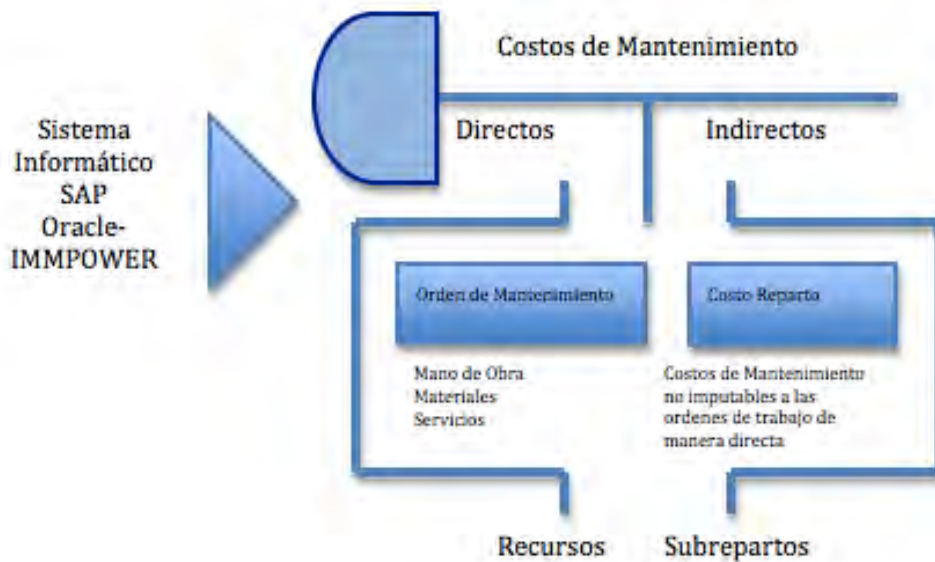 Costos de Mantenimiento
Sistema
Informático
SAP
Oracle-
IMMPOWER
Directos
Indirectos
Orden de Mantenimiento
Costo Reparto
Mano de Obra
Materiales
Servicios
Costos de Mantenimiento
no imputables a las
ordenes de trabajo de
manera directa
Recursos
Subrepartos